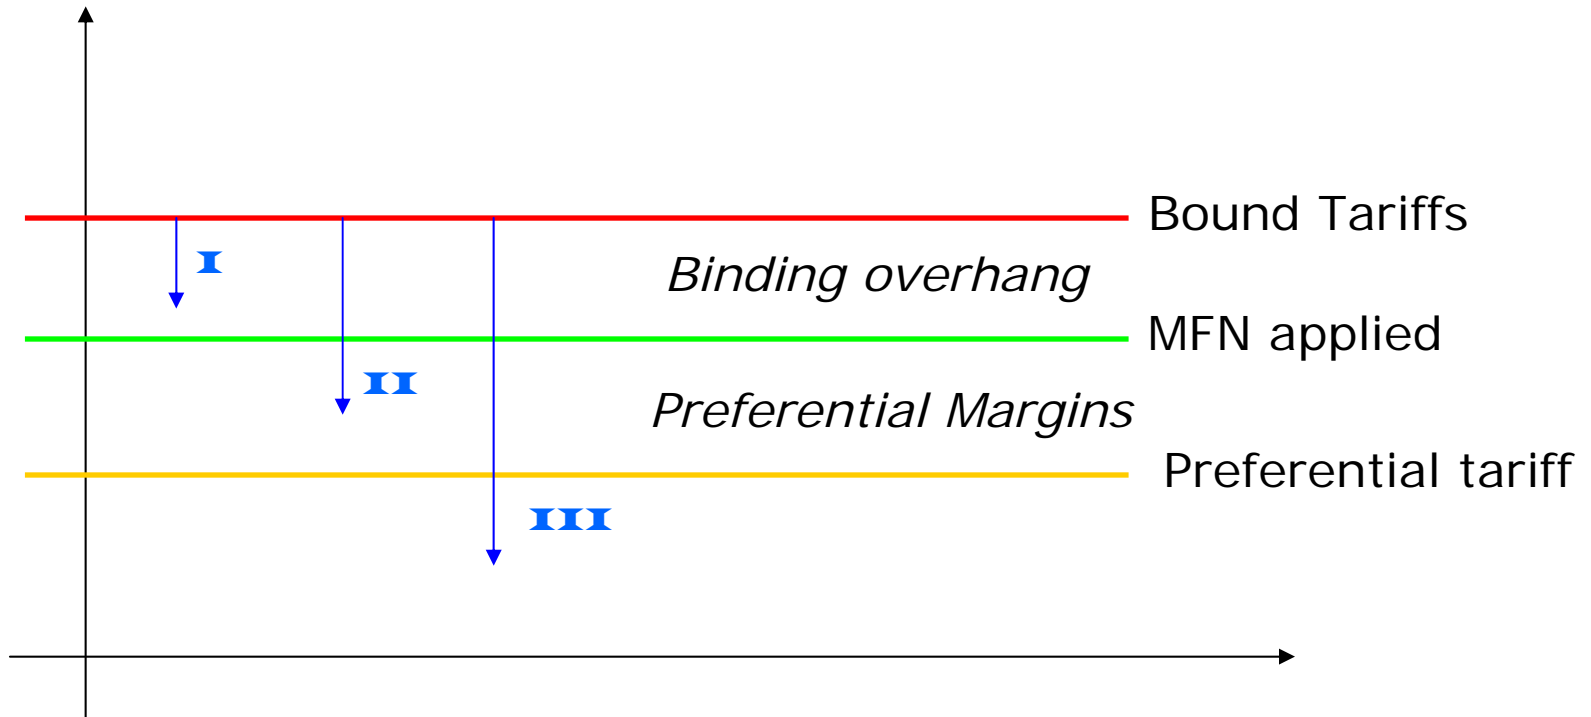 Bound Tariffs
I
Binding overhang
MFN applied
II
Preferential Margins
Preferential tariff
III